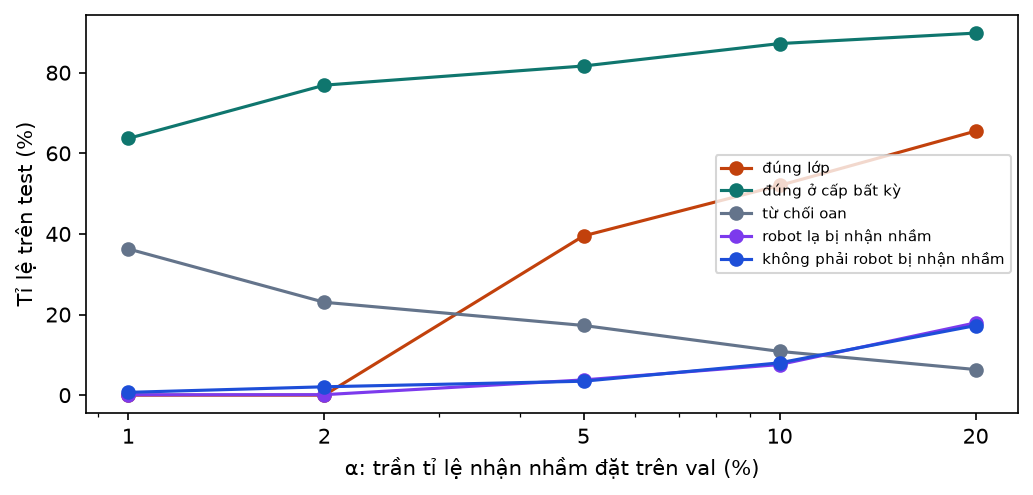 80
60
40
20
0
Tỉ lệ trên test (%)
đúng lớp
đúng ở cấp bất kỳ
từ chối oan
robot lạ bị nhận nhầm
không phải robot bị nhận nhầm
1
2
5
10
20
α: trần tỉ lệ nhận nhầm đặt trên val (%)